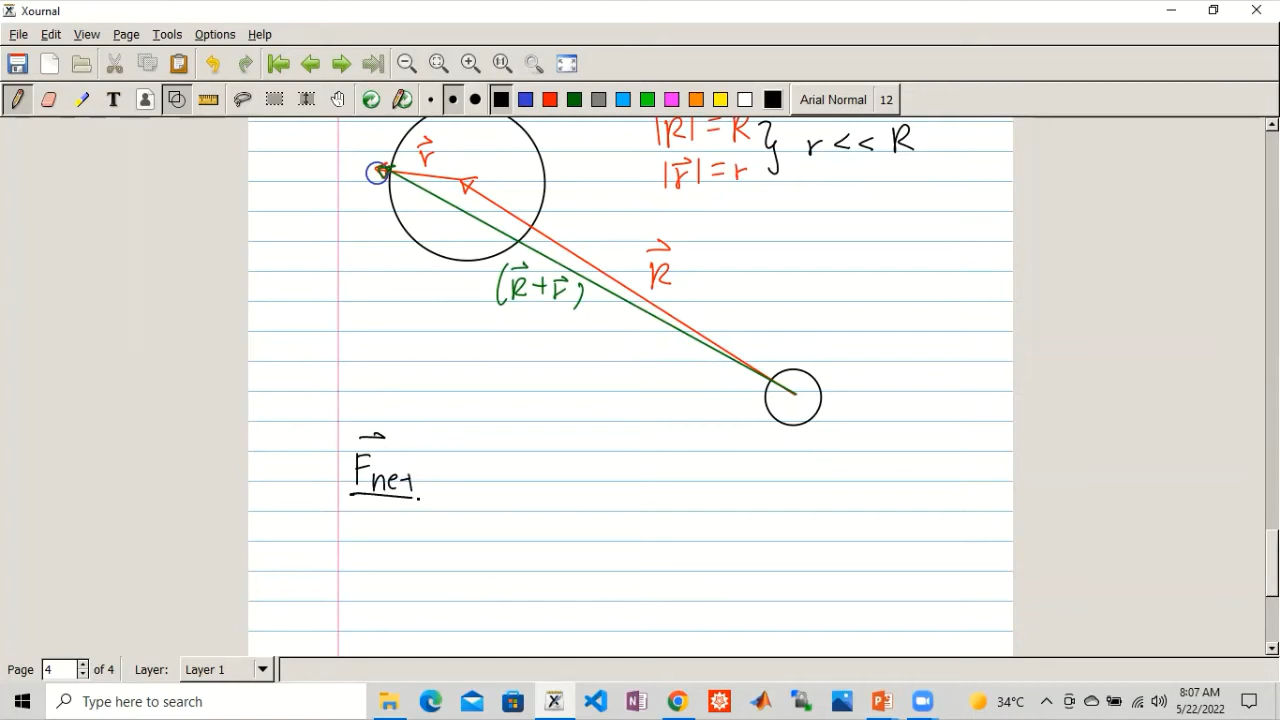 Xournal
File Edit View Page Tools Options Help
Arial Normal 12
|R| = R } r << R
|r⃗| = r
r⃗
R⃗
(R⃗ + r⃗)
F⃗net
Page 4 of 4 Layer: Layer 1
Type here to search
34°C
8:07 AM
5/22/2022